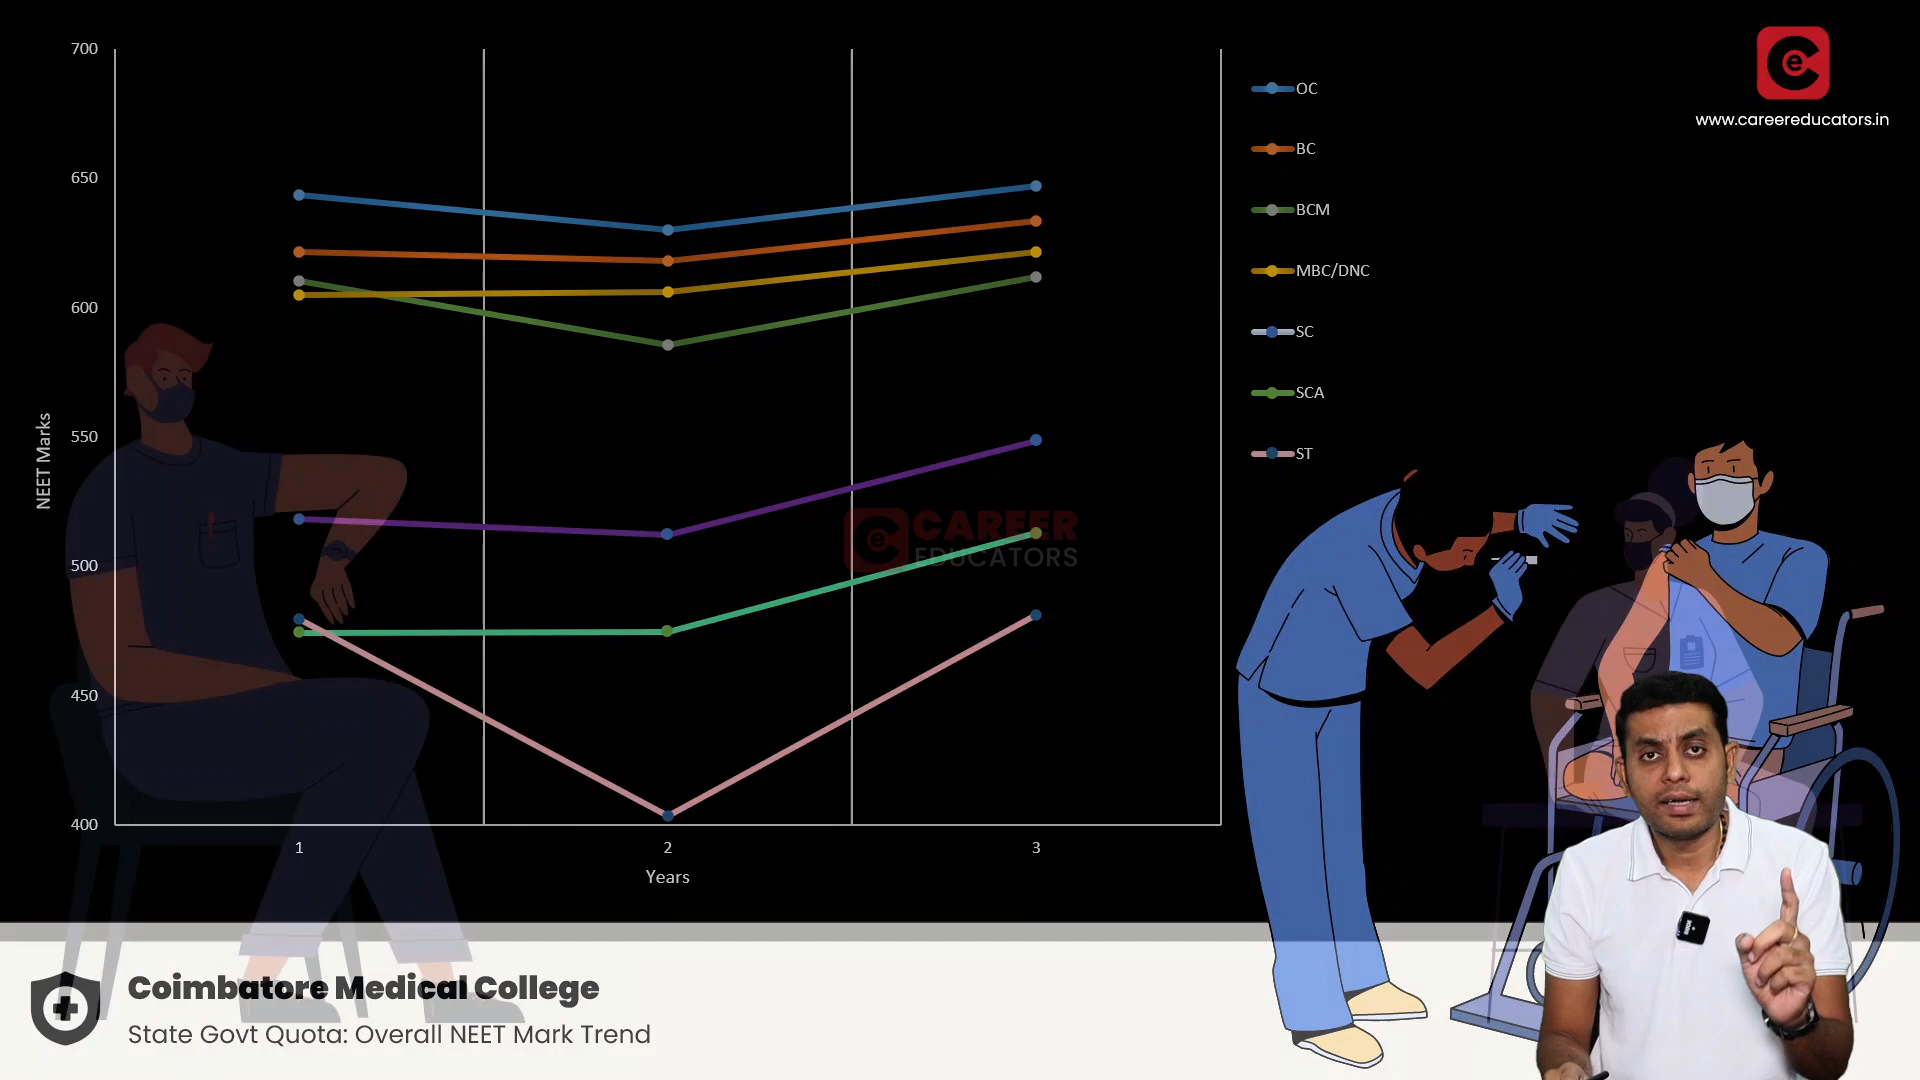 700
650
600
550
500
450
400
NEET Marks
1
2
3
Years
OC
BC
BCM
MBC/DNC
SC
SCA
ST
e
www.careereducators.in
e CAREER
EDUCATORS
Coimbatore Medical College
State Govt Quota: Overall NEET Mark Trend